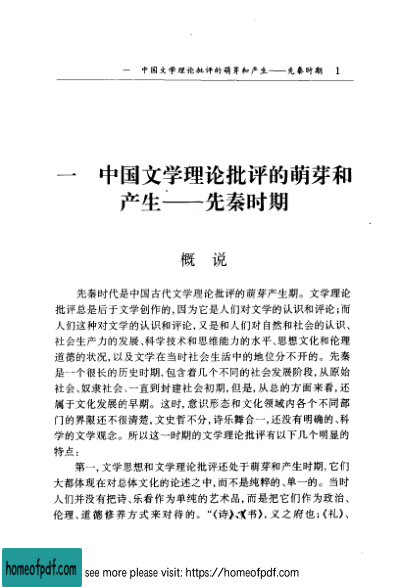 一 中国文学理论批评的萌芽和产生——先秦时期 1
一 中国文学理论批评的萌芽和
产生——先秦时期
概 说
先秦时代是中国古代文学理论批评的萌芽产生期。文学理论
批评总是后于文学创作的,因为它是人们对文学的认识和评论;而
人们这种对文学的认识和评论,又是和人们对自然和社会的认识、
社会生产力的发展、科学技术和思维能力的水平、思想文化和伦理
道德的状况,以及文学在当时社会生活中的地位分不开的。先秦
是一个很长的历史时期,包含着几个不同的社会发展阶段,从原始
社会、奴隶社会、一直到封建社会初期,但是,从总的方面来看,还
属于文化发展的早期。这时,意识形态和文化领域内各个不同部
门的界限还不很清楚,文史哲不分,诗乐舞合一,还没有明确的、科
学的文学观念。所以这一时期的文学理论批评有以下几个明显的
特点:
第一,文学思想和文学理论批评还处于萌芽和产生时期,它们
大都体现在对总体文化的论述之中,而不是纯粹的、单一的。当时
人们并没有把诗、乐看作为单纯的艺术品,而是把它们作为政治、
伦理、道德修养方式来对待的。“《诗》、《书》,义之府也;《礼》、
homeofpdf.com
see more please visit: https://homeofpdf.com